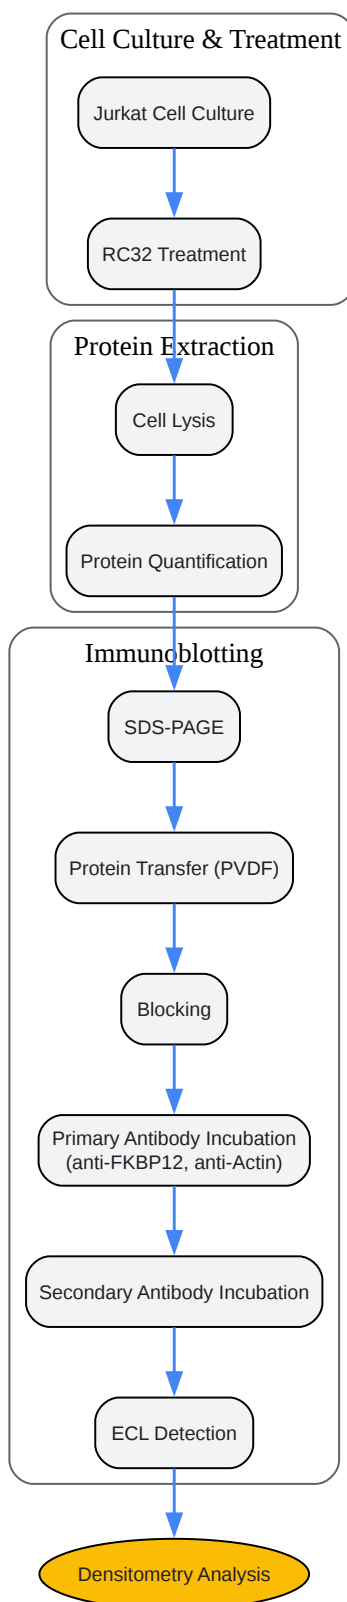 Cell Culture & Treatment
Jurkat Cell Culture
RC32 Treatment
Protein Extraction
Cell Lysis
Protein Quantification
Immunoblotting
SDS-PAGE
Protein Transfer (PVDF)
Blocking
Primary Antibody Incubation
(anti-FKBP12, anti-Actin)
Secondary Antibody Incubation
ECL Detection
Densitometry Analysis